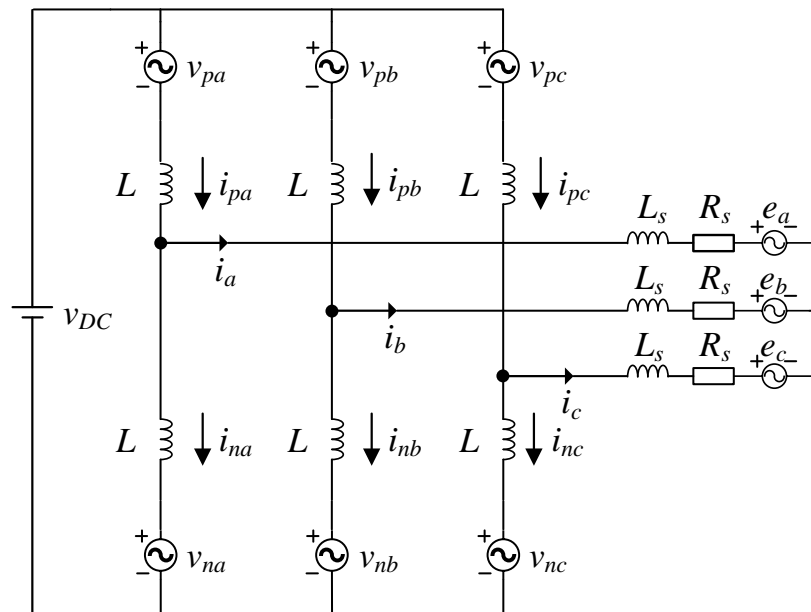 + + +
v_pa v_pb v_pc
− − −
L i_pa L i_pb L i_pc
L_s R_s e_a
+ −
i_a
L_s R_s e_b
+ −
v_DC
i_b
L_s R_s e_c
+ −
i_c
L i_na L i_nb L i_nc
+ + +
v_na v_nb v_nc
− − −